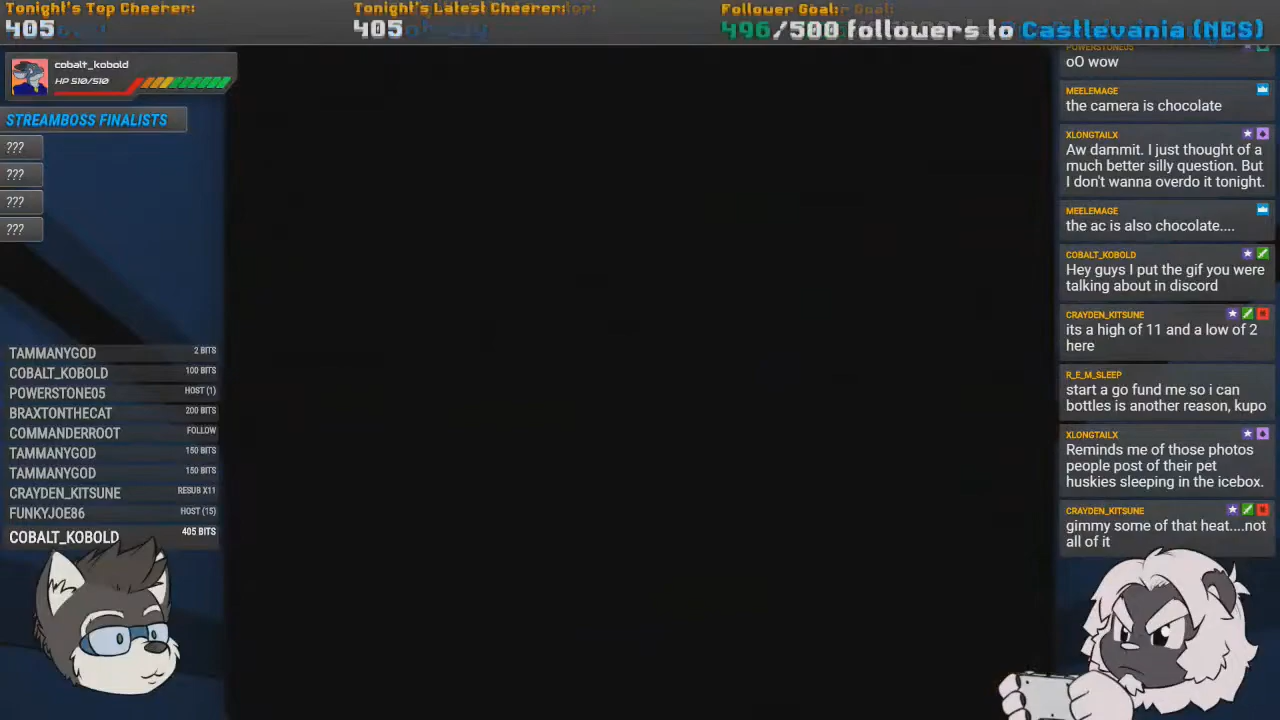 Tonight's Top Cheerer:
405
Tonight's Latest Cheerer:
405
Follower Goal:
496/500 followers to Castlevania (NES)
cobalt_kobold
HP 510/510
STREAMBOSS FINALISTS
???
???
???
???
TAMMANYGOD 2 BITS
COBALT_KOBOLD 100 BITS
POWERSTONE05 HOST (1)
BRAXTONTHECAT 200 BITS
COMMANDERROOT FOLLOW
TAMMANYGOD 150 BITS
TAMMANYGOD 150 BITS
CRAYDEN_KITSUNE RESUB X11
FUNKYJOE86 HOST (15)
COBALT_KOBOLD 405 BITS
POWERSTONE05
oO wow
MEELEMAGE
the camera is chocolate
XLONGTAILX
Aw dammit. I just thought of a
much better silly question. But
I don't wanna overdo it tonight.
MEELEMAGE
the ac is also chocolate....
COBALT_KOBOLD
Hey guys I put the gif you were
talking about in discord
CRAYDEN_KITSUNE
its a high of 11 and a low of 2
here
R_E_M_SLEEP
start a go fund me so i can
bottles is another reason, kupo
XLONGTAILX
Reminds me of those photos
people post of their pet
huskies sleeping in the icebox.
CRAYDEN_KITSUNE
gimmy some of that heat....not
all of it